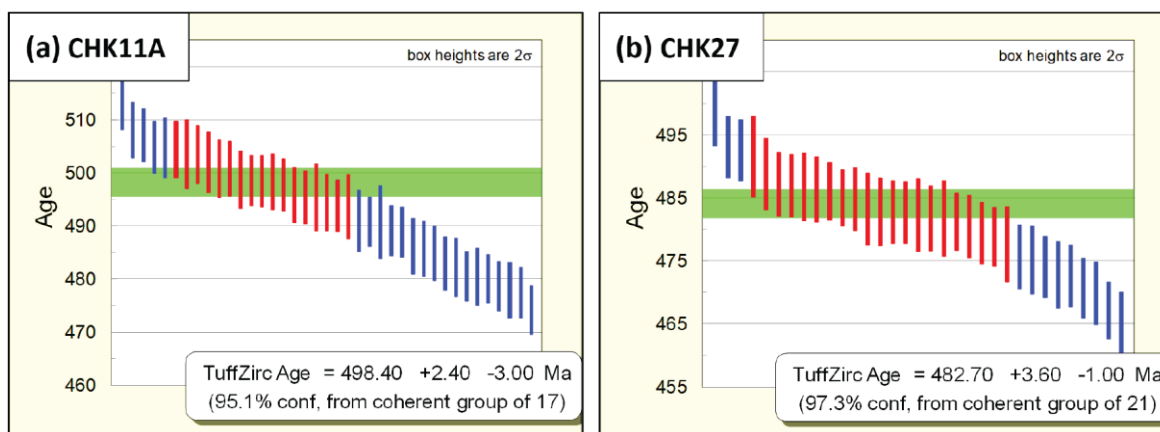 (a) CHK11A
box heights are 2σ
Age
510
500
490
480
470
460
TuffZirc Age = 498.40 +2.40 -3.00 Ma
(95.1% conf, from coherent group of 17)
(b) CHK27
box heights are 2σ
Age
495
485
475
465
455
TuffZirc Age = 482.70 +3.60 -1.00 Ma
(97.3% conf, from coherent group of 21)